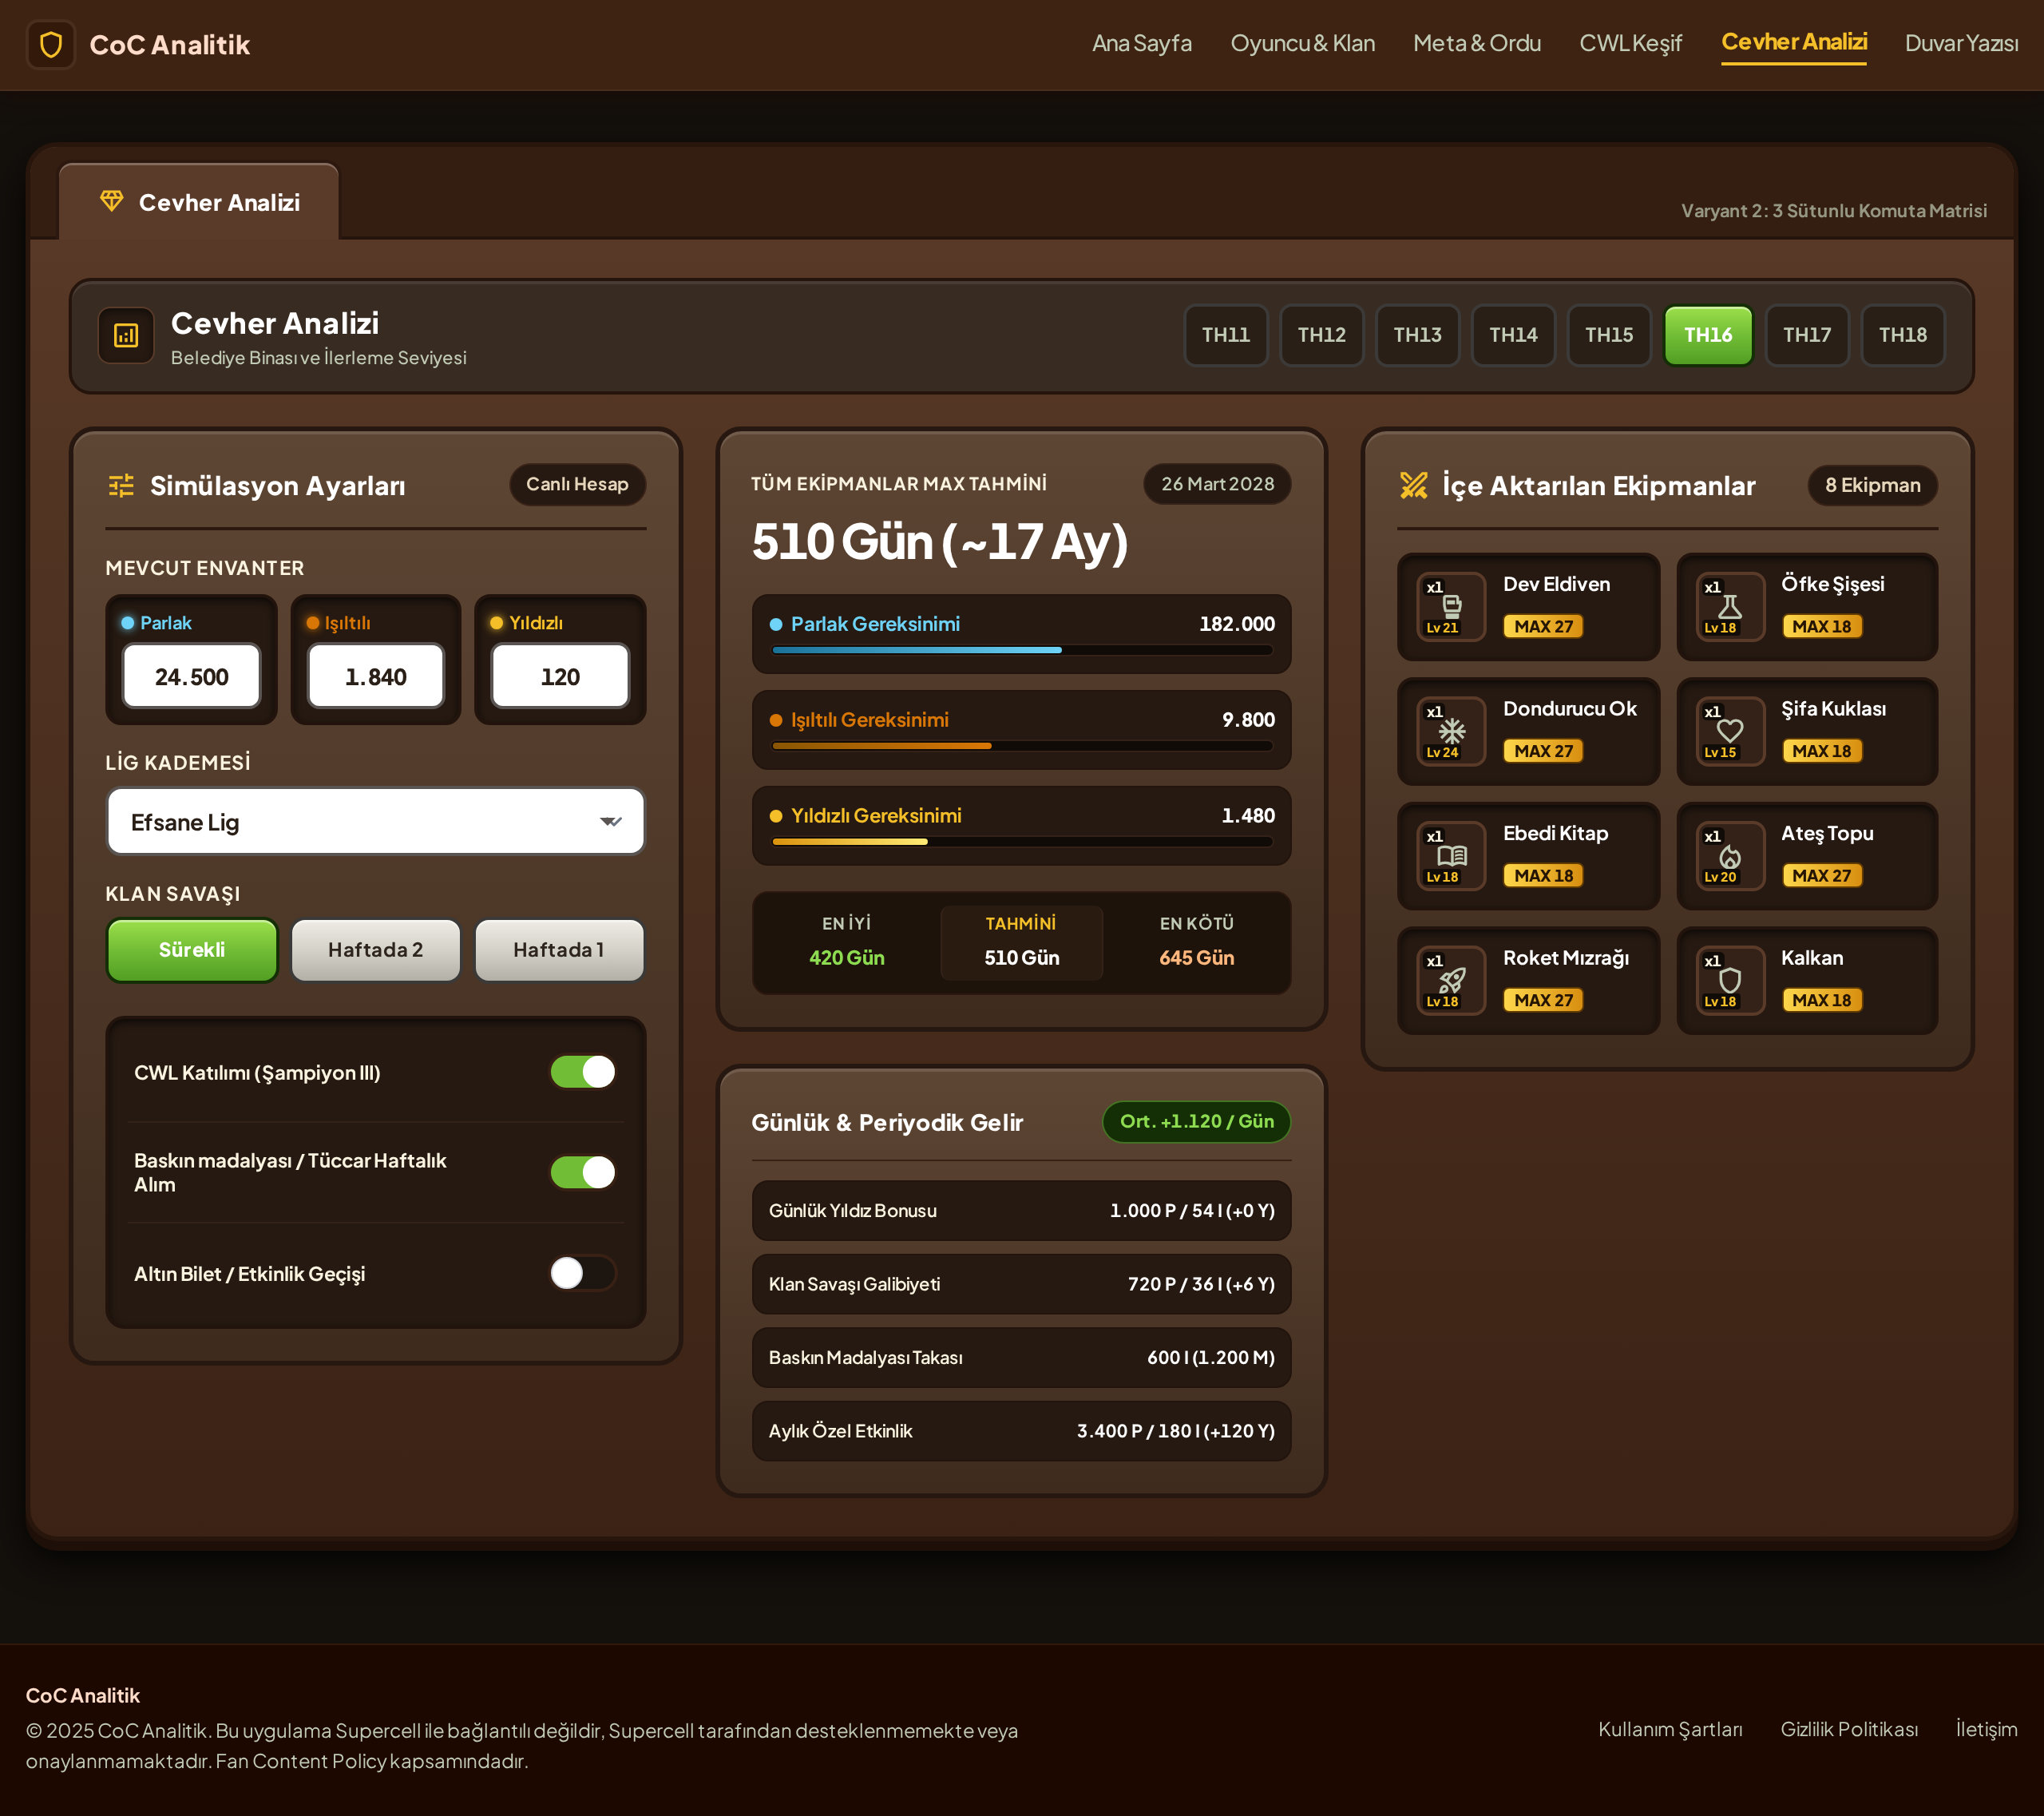 CoC Analitik
Ana Sayfa
Oyuncu & Klan
Meta & Ordu
CWL Keşif
Cevher Analizi
Duvar Yazısı
Cevher Analizi
Varyant 2: 3 Sütunlu Komuta Matrisi
Cevher Analizi
Belediye Binası ve İlerleme Seviyesi
TH11
TH12
TH13
TH14
TH15
TH16
TH17
TH18
Simülasyon Ayarları
Canlı Hesap
MEVCUT ENVANTER
Parlak
Işıltılı
Yıldızlı
24.500
1.840
120
LİG KADEMESİ
Efsane Lig
KLAN SAVAŞI
Sürekli
Haftada 2
Haftada 1
CWL Katılımı (Şampiyon III)
Baskın madalyası / Tüccar Haftalık
Alım
Altın Bilet / Etkinlik Geçişi
TÜM EKİPMANLAR MAX TAHMİNİ
26 Mart 2028
510 Gün (~17 Ay)
Parlak Gereksinimi
182.000
Işıltılı Gereksinimi
9.800
Yıldızlı Gereksinimi
1.480
EN İYİ
TAHMİNİ
EN KÖTÜ
420 Gün
510 Gün
645 Gün
Günlük & Periyodik Gelir
Ort. +1.120 / Gün
Günlük Yıldız Bonusu
1.000 P / 54 I (+0 Y)
Klan Savaşı Galibiyeti
720 P / 36 I (+6 Y)
Baskın Madalyası Takası
600 I (1.200 M)
Aylık Özel Etkinlik
3.400 P / 180 I (+120 Y)
İçe Aktarılan Ekipmanlar
8 Ekipman
x1
Lv 21
Dev Eldiven
MAX 27
x1
Lv 18
Öfke Şişesi
MAX 18
x1
Lv 24
Dondurucu Ok
MAX 27
x1
Lv 15
Şifa Kuklası
MAX 18
x1
Lv 18
Ebedi Kitap
MAX 18
x1
Lv 20
Ateş Topu
MAX 27
x1
Lv 18
Roket Mızrağı
MAX 27
x1
Lv 18
Kalkan
MAX 18
CoC Analitik
© 2025 CoC Analitik. Bu uygulama Supercell ile bağlantılı değildir, Supercell tarafından desteklenmemekte veya
onaylanmamaktadır. Fan Content Policy kapsamındadır.
Kullanım Şartları
Gizlilik Politikası
İletişim